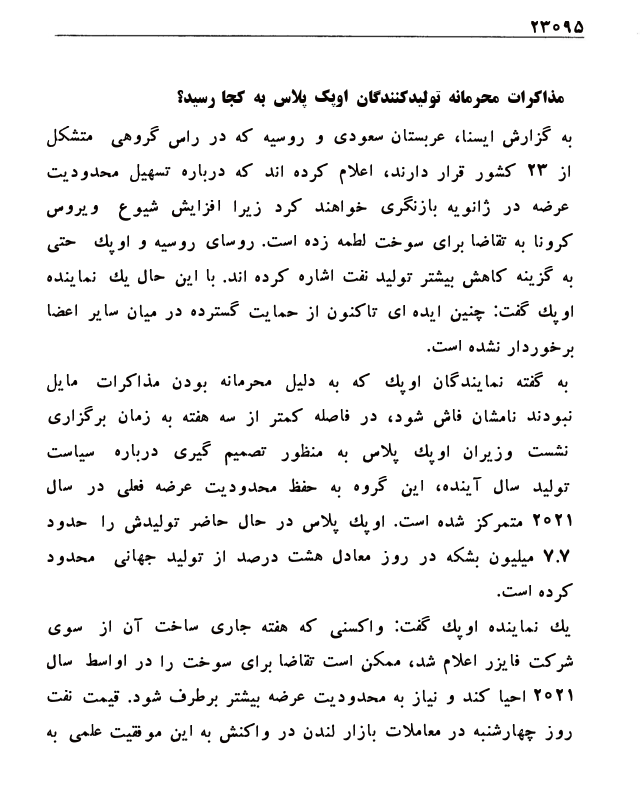 ۲۳۰۹۵
مذاکرات محرمانه تولیدکنندگان اوپک پلاس به کجا رسید؟
به گزارش ایسنا، عربستان سعودی و روسیه که در راس گروهی متشکل
از ۲۳ کشور قرار دارند، اعلام کرده اند که درباره تسهیل محدودیت
عرضه در ژانویه بازنگری خواهند کرد زیرا افزایش شیوع ویروس
کرونا به تقاضا برای سوخت لطمه زده است. روسای روسیه و اوپك حتی
به گزینه کاهش بیشتر تولید نفت اشاره کرده اند. با این حال یك نماینده
اوپك گفت: چنین ایده ای تاکنون از حمایت گسترده در میان سایر اعضا
برخوردار نشده است.
به گفته نمایندگان اوپك که به دلیل محرمانه بودن مذاکرات مایل
نبودند نامشان فاش شود، در فاصله کمتر از سه هفته به زمان برگزاری
نشست وزیران اوپك پلاس به منظور تصمیم گیری درباره سیاست
تولید سال آینده، این گروه به حفظ محدودیت عرضه فعلی در سال
۲۰۲۱ متمرکز شده است. اوپك پلاس در حال حاضر تولیدش را حدود
۷.۷ میلیون بشکه در روز معادل هشت درصد از تولید جهانی محدود
کرده است.
یك نماینده اوپك گفت: واکسنی که هفته جاری ساخت آن از سوی
شرکت فایزر اعلام شد، ممکن است تقاضا برای سوخت را در اواسط سال
۲۰۲۱ احیا کند و نیاز به محدودیت عرضه بیشتر برطرف شود. قیمت نفت
روز چهارشنبه در معاملات بازار لندن در واکنش به این موفقیت علمی به